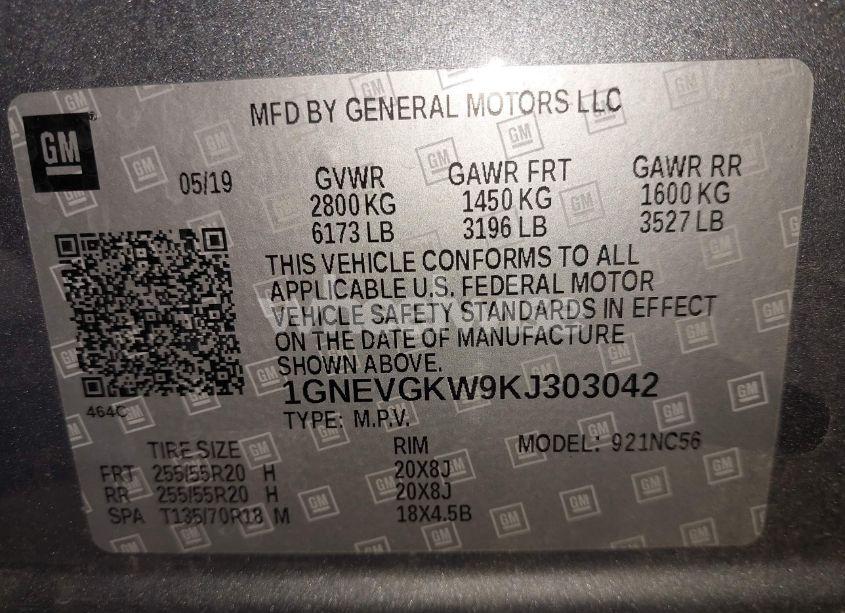 MFD BY GENERAL MOTORS LLC
GM
05/19
GVWR GAWR FRT GAWR RR
2800 KG 1450 KG 1600 KG
6173 LB 3196 LB 3527 LB
THIS VEHICLE CONFORMS TO ALL
APPLICABLE U.S. FEDERAL MOTOR
VEHICLE SAFETY STANDARDS IN EFFECT
ON THE DATE OF MANUFACTURE
SHOWN ABOVE.
1GNEVGKW9KJ303042
464C
TYPE: M.P.V.
TIRE SIZE RIM MODEL: 921NC56
FRT 255/55R20 H 20X8J
RR 255/55R20 H 20X8J
SPA T135/70R18 M 18X4.5B